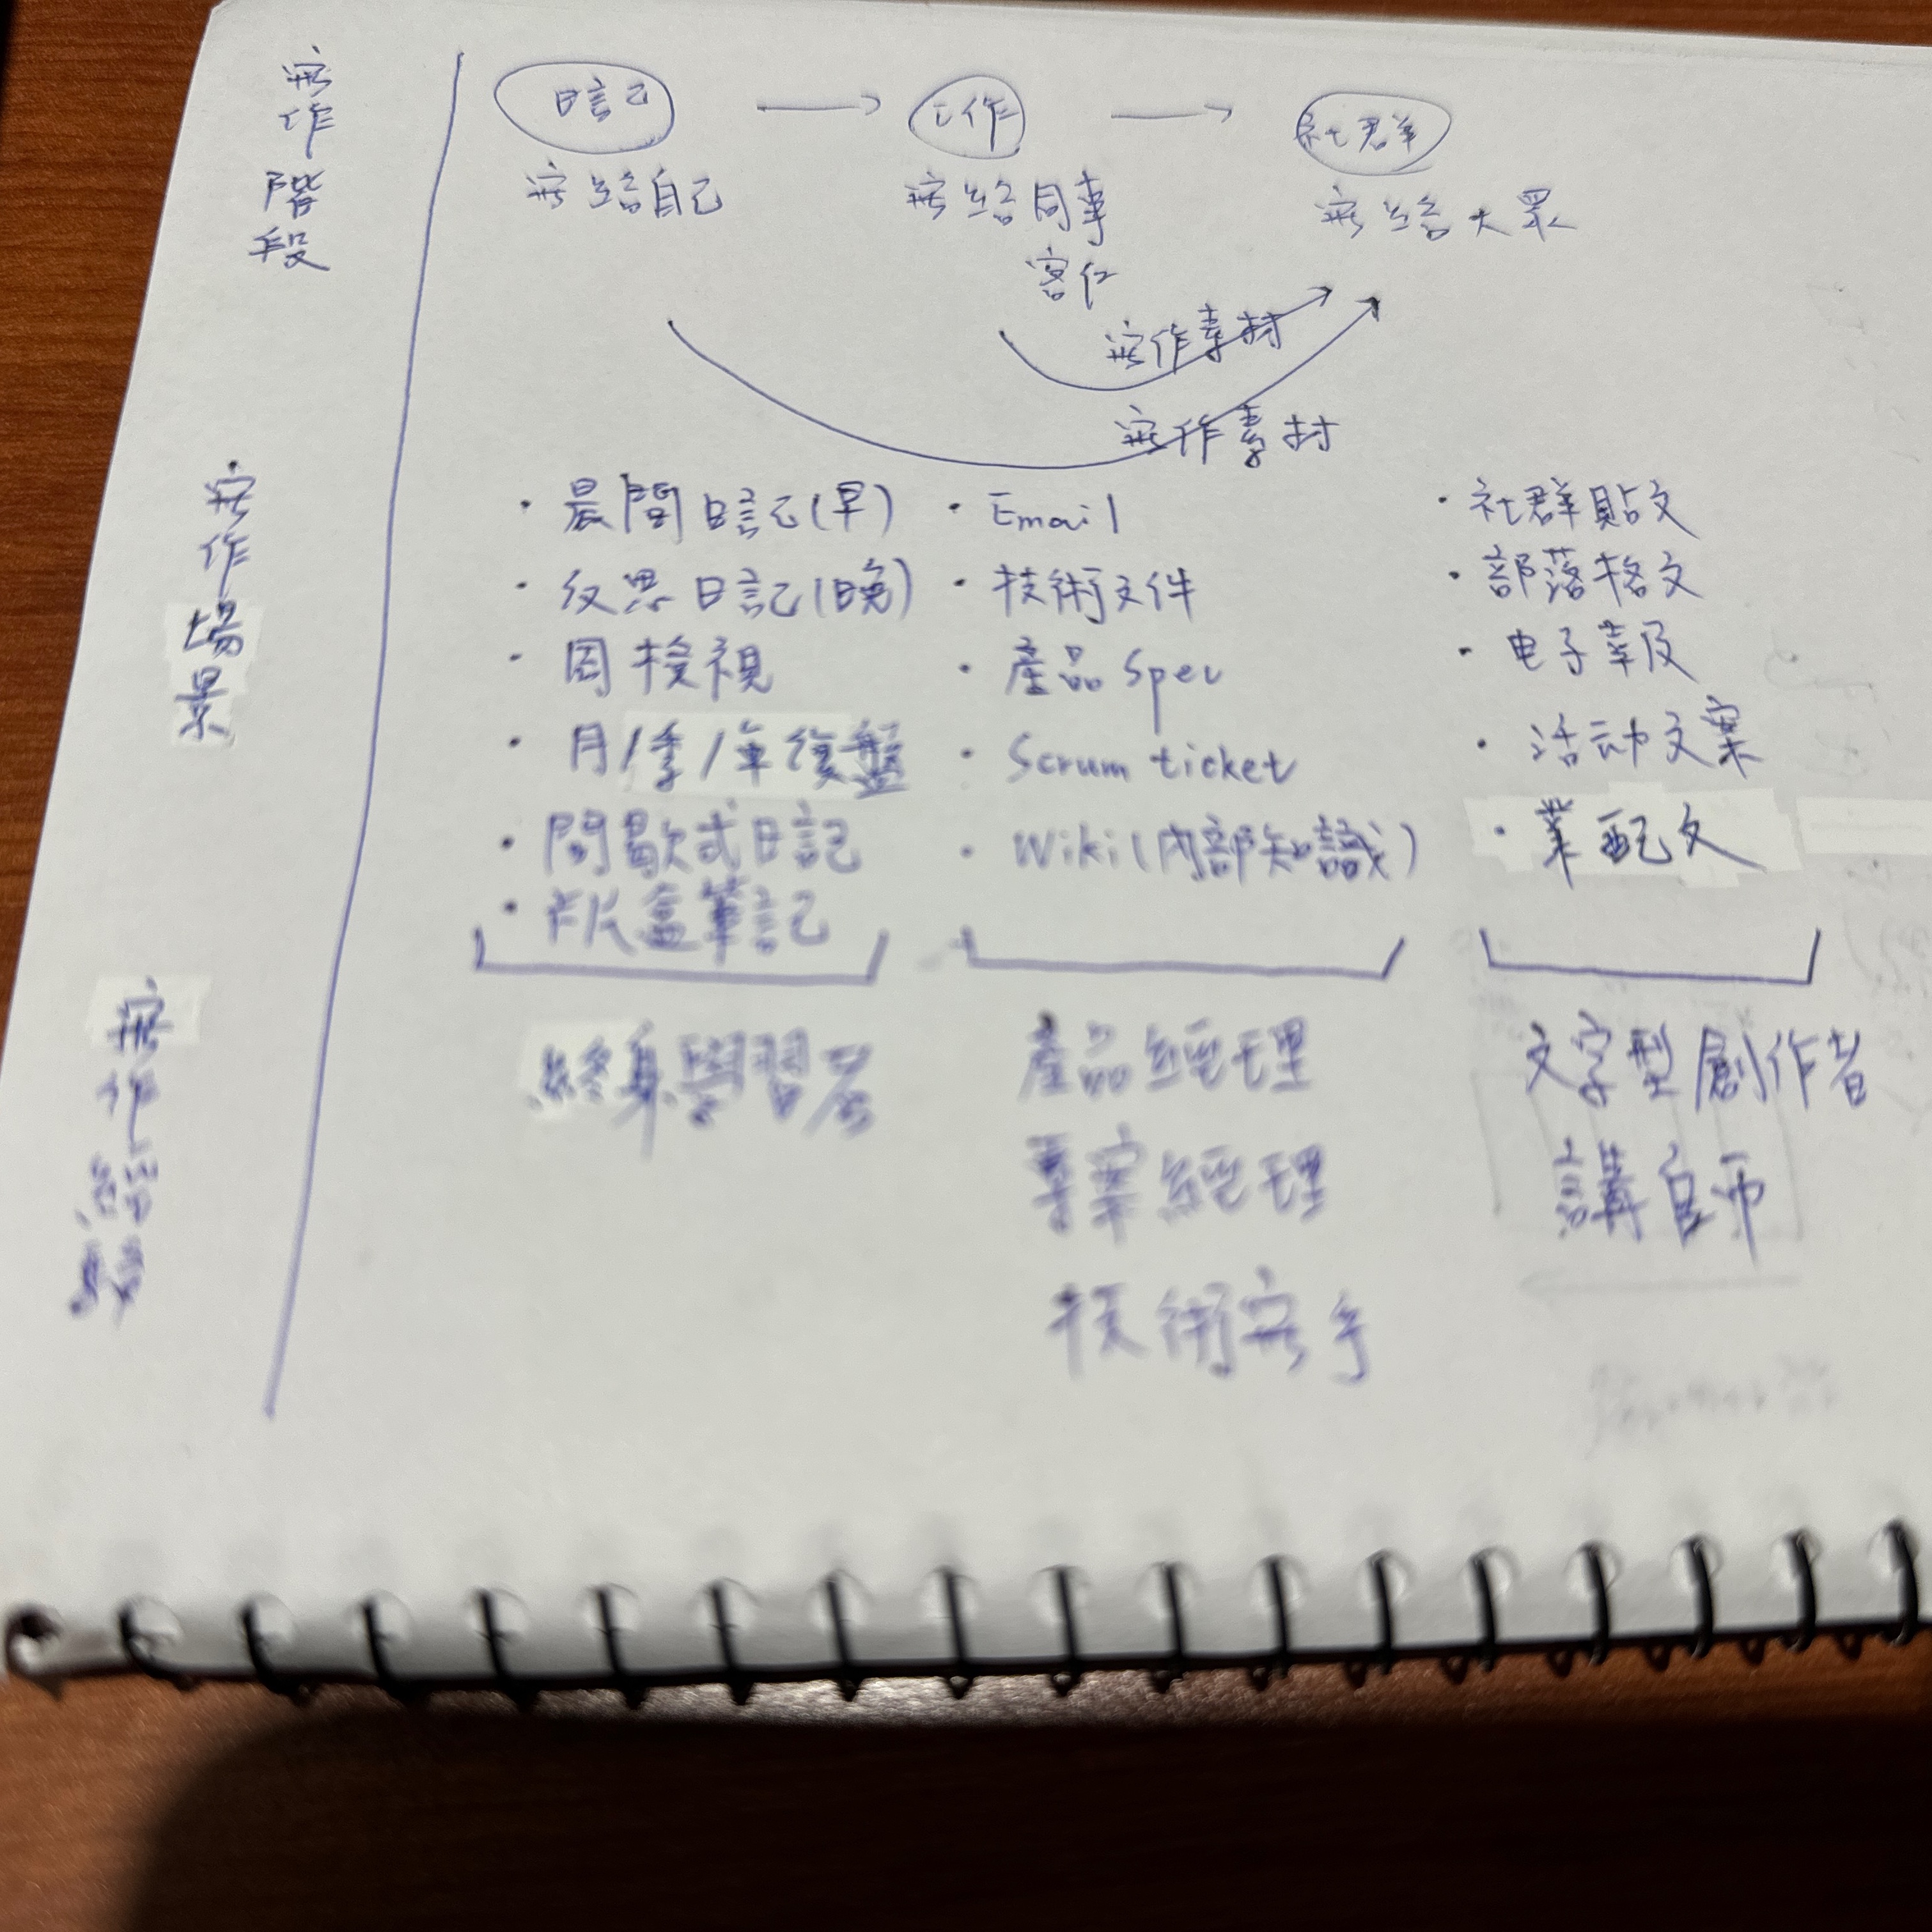 寫作階段
日記 → 工作 → 社群
寫給自己 寫給同事 寫給大眾
客户
寫作素材
寫作素材
寫作場景
· 晨間日記(早)
· 反思日記(晚)
· 周檢視
· 月/季/年復盤
· 間歇式日記
· 卡片盒筆記
· Email
· 技術文件
· 產品 Spec
· Scrum ticket
· Wiki(內部知識)
· 社群貼文
· 部落格文
· 电子報
· 活动文案
· 業配文
寫作經驗
終身學習者
產品經理
專案經理
技術寫手
文字型創作者
講師